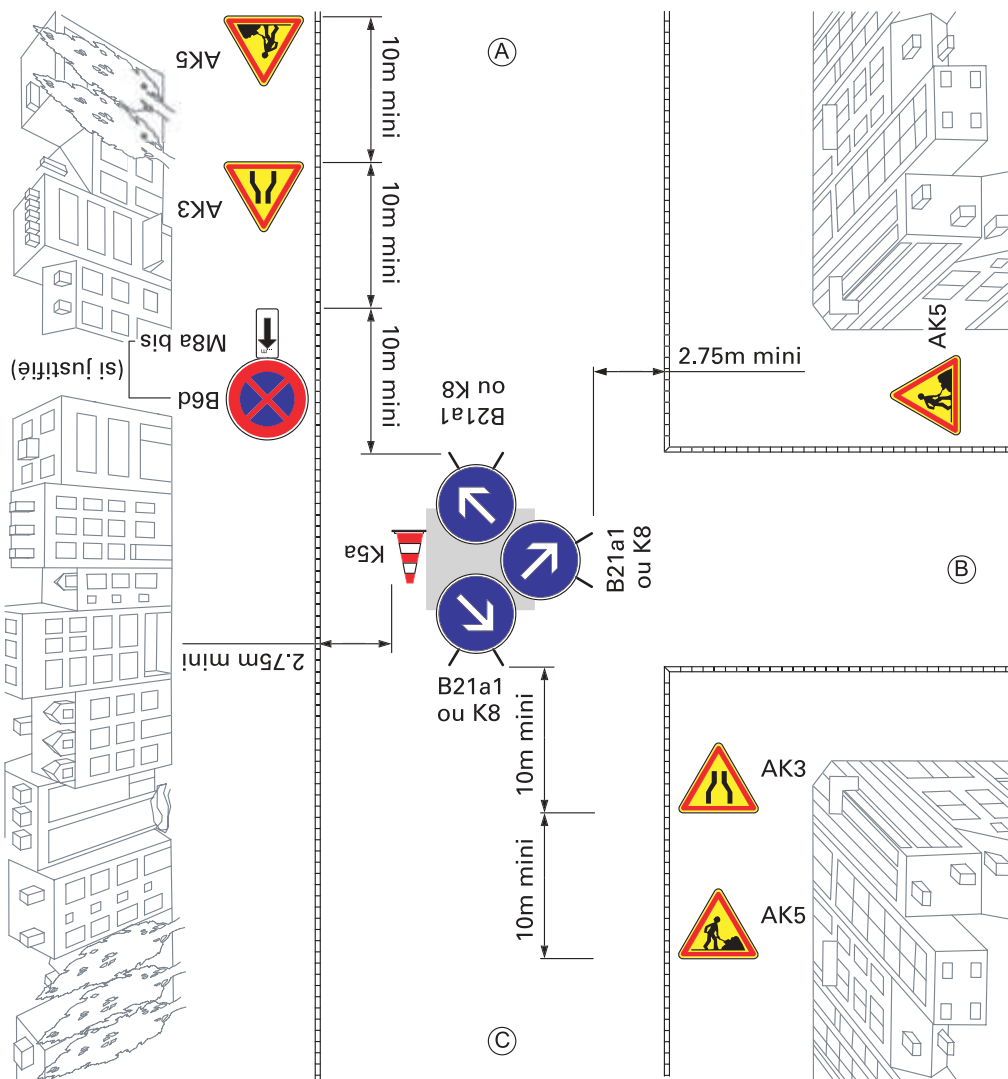 A
AK5
10m mini
AK3
10m mini
M8a bis
(si justifié)
B6d
10m mini
B21a1
ou K8
2.75m mini
AK5
K5a
B21a1
ou K8
B
2.75m mini
B21a1
ou K8
10m mini
AK3
10m mini
AK5
C